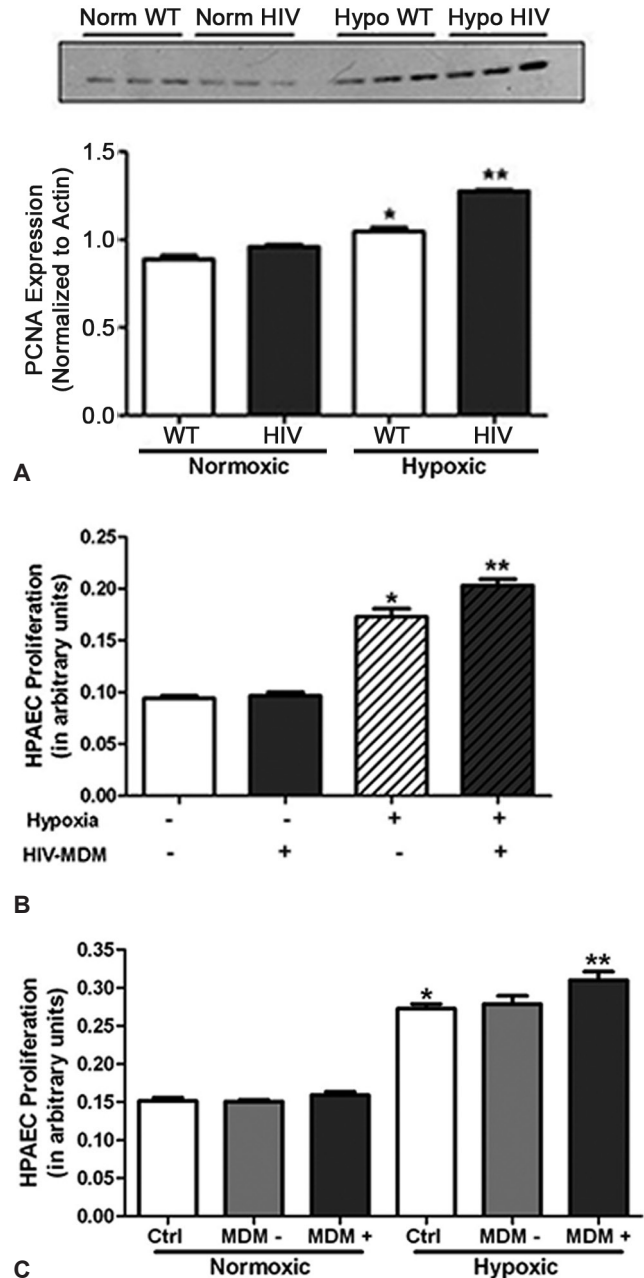 Norm WT Norm HIV Hypo WT Hypo HIV
PCNA Expression
(Normalized to Actin)
1.5
1.0
0.5
0.0
*
**
WT HIV WT HIV
Normoxic Hypoxic
A
HPAEC Proliferation
(in arbitrary units)
0.25
0.20
0.15
0.10
0.05
0.00
*
**
Hypoxia - - + +
HIV-MDM - + - +
B
HPAEC Proliferation
(in arbitrary units)
0.35
0.30
0.25
0.20
0.15
0.10
0.05
0.00
*
**
Ctrl MDM - MDM + Ctrl MDM - MDM +
Normoxic Hypoxic
C